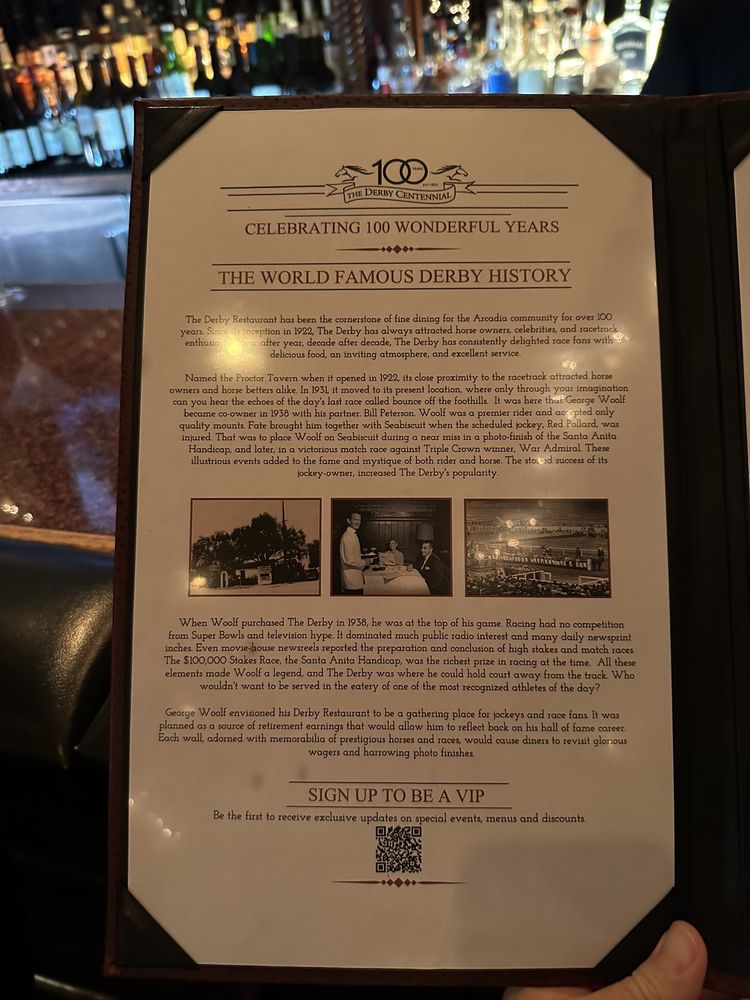 100 YEARS
EST 1922
THE DERBY CENTENNIAL
CELEBRATING 100 WONDERFUL YEARS
THE WORLD FAMOUS DERBY HISTORY
The Derby Restaurant has been the cornerstone of fine dining for the Arcadia community for over 100
years. Since its inception in 1922, The Derby has always attracted horse owners, celebrities, and racetrack
after year, decade after decade, The Derby has consistently delighted race fans with
delicious food, an inviting atmosphere, and excellent service.
Named the Proctor Tavern when it opened in 1922, its close proximity to the racetrack attracted horse
owners and horse betters alike. In 1931, it moved to its present location, where only through your imagination
can you hear the echoes of the day's last race called bounce off the foothills. It was here that George Woolf
became co-owner in 1938 with his partner. Bill Peterson. Woolf was a premier rider and accepted only
quality mounts. Fate brought him together with Seabiscuit when the scheduled jockey, Red Pollard, was
injured. That was to place Woolf on Seabiscuit during a near miss in a photo-finish of the Santa Anita
Handicap, and later, in a victorious match race against Triple Crown winner, War Admiral. These
illustrious events added to the fame and mystique of both rider and horse. The storied success of its
jockey-owner, increased The Derby's popularity.
When Woolf purchased The Derby in 1938, he was at the top of his game. Racing had no competition
from Super Bowls and television hype. It dominated much public radio interest and many daily newsprint
inches. Even movie-house newsreels reported the preparation and conclusion of high stakes and match races.
The $100,000 Stakes Race, the Santa Anita Handicap, was the richest prize in racing at the time. All these
elements made Woolf a legend, and The Derby was where he could hold court away from the track. Who
wouldn't want to be served in the eatery of one of the most recognized athletes of the day?
George Woolf envisioned his Derby Restaurant to be a gathering place for jockeys and race fans. It was
planned as a source of retirement earnings that would allow him to reflect back on his hall of fame career.
Each wall, adorned with memorabilia of prestigious horses and races, would cause diners to revisit glorious
wagers and harrowing photo finishes.
SIGN UP TO BE A VIP
Be the first to receive exclusive updates on special events, menus and discounts.